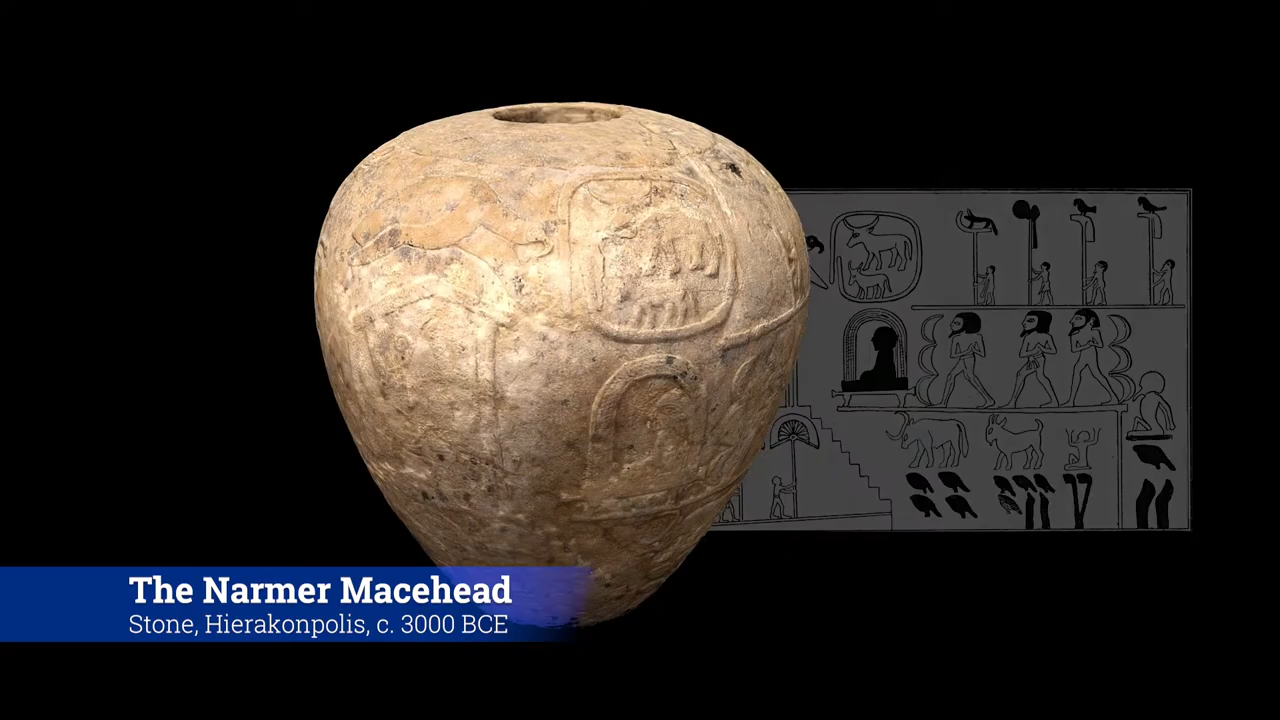 The Narmer Macehead
Stone, Hierakonpolis, c. 3000 BCE